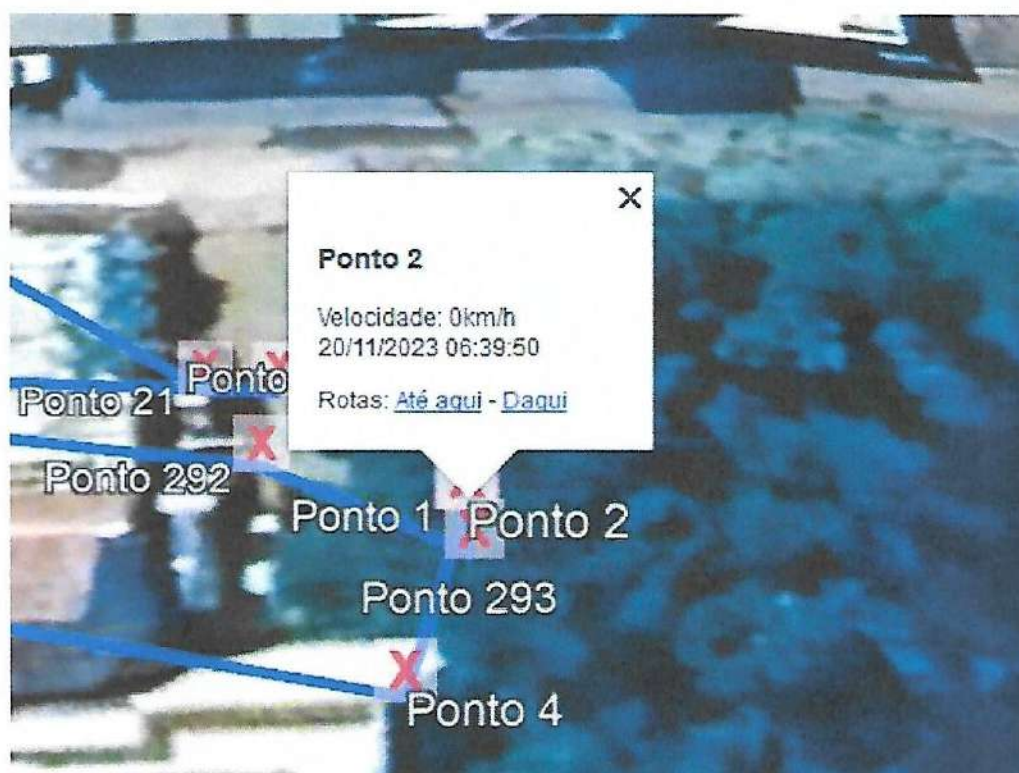 X
Ponto 2
Velocidade: 0km/h
20/11/2023 06:39:50
Rotas: Até aqui - Daqui
Ponto
Ponto 21
Ponto 292
Ponto 1
Ponto 2
Ponto 293
Ponto 4